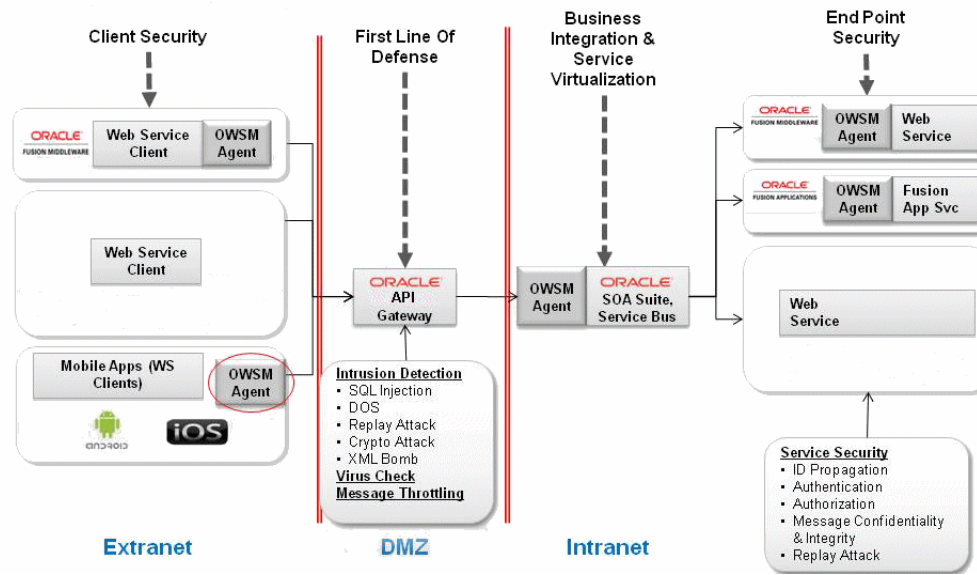 Client Security
First Line Of
Defense
Business
Integration &
Service
Virtualization
End Point
Security
ORACLE
FUSION MIDDLEWARE
Web Service
Client
OWSM
Agent
Web Service
Client
Mobile Apps (WS
Clients)
OWSM
Agent
android
iOS
ORACLE
API
Gateway
Intrusion Detection
▪ SQL Injection
▪ DOS
▪ Replay Attack
▪ Crypto Attack
▪ XML Bomb
Virus Check
Message Throttling
OWSM
Agent
ORACLE
SOA Suite,
Service Bus
ORACLE
FUSION MIDDLEWARE
OWSM
Agent
Web
Service
ORACLE
FUSION APPLICATIONS
OWSM
Agent
Fusion
App Svc
Web
Service
Service Security
▪ ID Propagation
▪ Authentication
▪ Authorization
▪ Message Confidentiality
& Integrity
▪ Replay Attack
Extranet
DMZ
Intranet